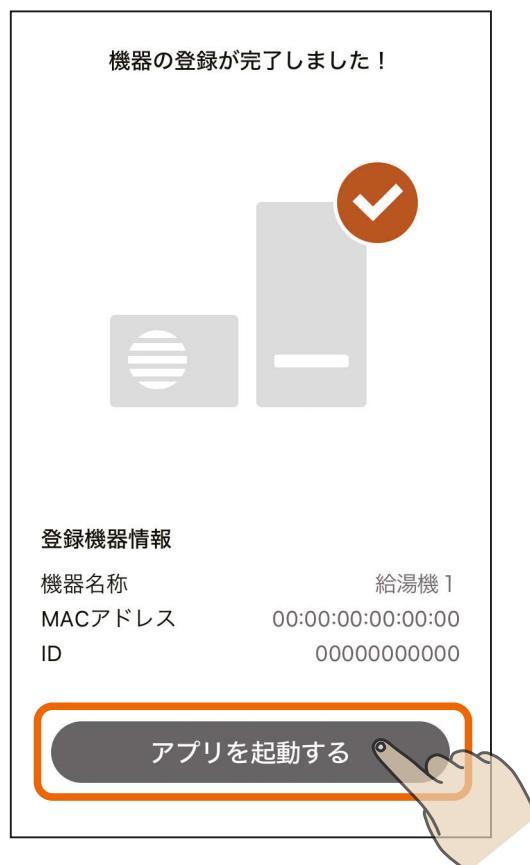 機器の登録が完了しました！
登録機器情報
機器名称 給湯機1
MACアドレス 00:00:00:00:00:00
ID 00000000000
アプリを起動する